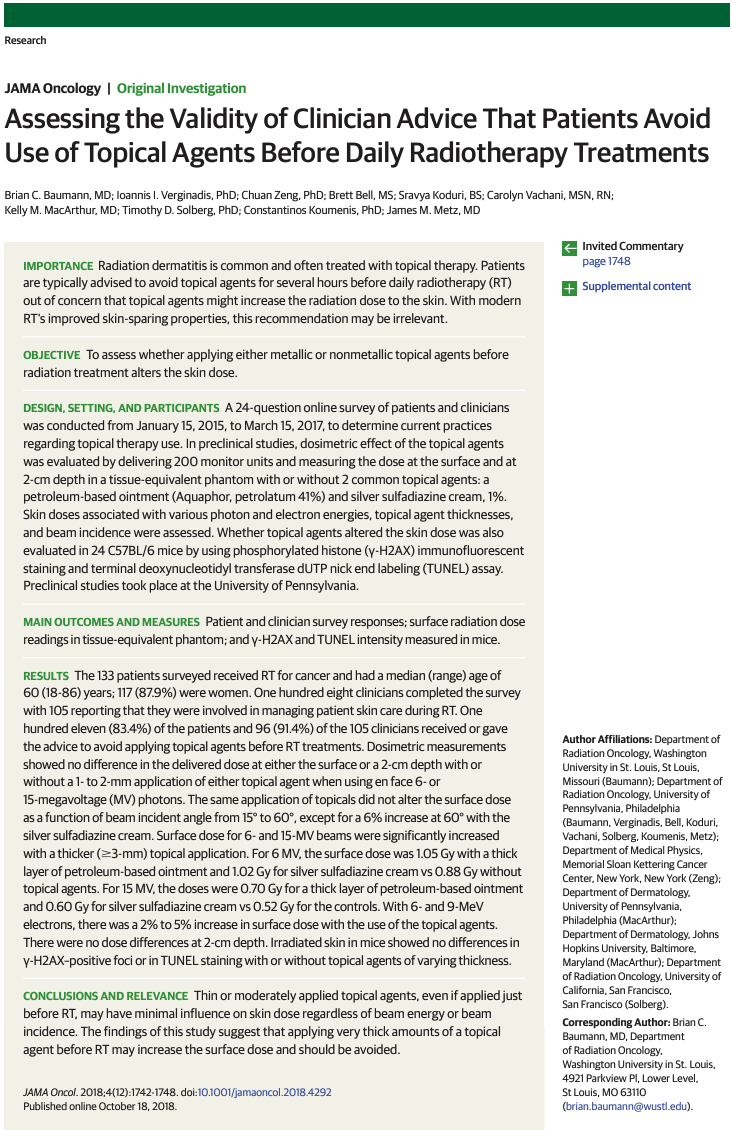 Research
JAMA Oncology | Original Investigation
Assessing the Validity of Clinician Advice That Patients Avoid
Use of Topical Agents Before Daily Radiotherapy Treatments
Brian C. Baumann, MD; Ioannis I. Verginadis, PhD; Chuan Zeng, PhD; Brett Bell, MS; Sravya Koduri, BS; Carolyn Vachani, MSN, RN;
Kelly M. MacArthur, MD; Timothy D. Solberg, PhD; Constantinos Koumenis, PhD; James M. Metz, MD
IMPORTANCE Radiation dermatitis is common and often treated with topical therapy. Patients
are typically advised to avoid topical agents for several hours before daily radiotherapy (RT)
out of concern that topical agents might increase the radiation dose to the skin. With modern
RT's improved skin-sparing properties, this recommendation may be irrelevant.
OBJECTIVE To assess whether applying either metallic or nonmetallic topical agents before
radiation treatment alters the skin dose.
DESIGN, SETTING, AND PARTICIPANTS A 24-question online survey of patients and clinicians
was conducted from January 15, 2015, to March 15, 2017, to determine current practices
regarding topical therapy use. In preclinical studies, dosimetric effect of the topical agents
was evaluated by delivering 200 monitor units and measuring the dose at the surface and at
2-cm depth in a tissue-equivalent phantom with or without 2 common topical agents: a
petroleum-based ointment (Aquaphor, petrolatum 41%) and silver sulfadiazine cream, 1%.
Skin doses associated with various photon and electron energies, topical agent thicknesses,
and beam incidence were assessed. Whether topical agents altered the skin dose was also
evaluated in 24 C57BL/6 mice by using phosphorylated histone (γ-H2AX) immunofluorescent
staining and terminal deoxynucleotidyl transferase dUTP nick end labeling (TUNEL) assay.
Preclinical studies took place at the University of Pennsylvania.
MAIN OUTCOMES AND MEASURES Patient and clinician survey responses; surface radiation dose
readings in tissue-equivalent phantom; and γ-H2AX and TUNEL intensity measured in mice.
RESULTS The 133 patients surveyed received RT for cancer and had a median (range) age of
60 (18-86) years; 117 (87.9%) were women. One hundred eight clinicians completed the survey
with 105 reporting that they were involved in managing patient skin care during RT. One
hundred eleven (83.4%) of the patients and 96 (91.4%) of the 105 clinicians received or gave
the advice to avoid applying topical agents before RT treatments. Dosimetric measurements
showed no difference in the delivered dose at either the surface or a 2-cm depth with or
without a 1- to 2-mm application of either topical agent when using en face 6- or
15-megavoltage (MV) photons. The same application of topicals did not alter the surface dose
as a function of beam incident angle from 15° to 60°, except for a 6% increase at 60° with the
silver sulfadiazine cream. Surface dose for 6- and 15-MV beams were significantly increased
with a thicker (≥3-mm) topical application. For 6 MV, the surface dose was 1.05 Gy with a thick
layer of petroleum-based ointment and 1.02 Gy for silver sulfadiazine cream vs 0.88 Gy without
topical agents. For 15 MV, the doses were 0.70 Gy for a thick layer of petroleum-based ointment
and 0.60 Gy for silver sulfadiazine cream vs 0.52 Gy for the controls. With 6- and 9-MeV
electrons, there was a 2% to 5% increase in surface dose with the use of the topical agents.
There were no dose differences at 2-cm depth. Irradiated skin in mice showed no differences in
γ-H2AX-positive foci or in TUNEL staining with or without topical agents of varying thickness.
CONCLUSIONS AND RELEVANCE Thin or moderately applied topical agents, even if applied just
before RT, may have minimal influence on skin dose regardless of beam energy or beam
incidence. The findings of this study suggest that applying very thick amounts of a topical
agent before RT may increase the surface dose and should be avoided.
JAMA Oncol. 2018;4(12):1742-1748. doi:10.1001/jamaoncol.2018.4292
Published online October 18, 2018.
Invited Commentary
page 1748
Supplemental content
Author Affiliations: Department of
Radiation Oncology, Washington
University in St. Louis, St Louis,
Missouri (Baumann); Department of
Radiation Oncology, University of
Pennsylvania, Philadelphia
(Baumann, Verginadis, Bell, Koduri,
Vachani, Solberg, Koumenis, Metz);
Department of Medical Physics,
Memorial Sloan Kettering Cancer
Center, New York, New York (Zeng);
Department of Dermatology,
University of Pennsylvania,
Philadelphia (MacArthur);
Department of Dermatology, Johns
Hopkins University, Baltimore,
Maryland (MacArthur); Department
of Radiation Oncology, University of
California, San Francisco,
San Francisco (Solberg).
Corresponding Author: Brian C.
Baumann, MD, Department
of Radiation Oncology,
Washington University in St. Louis,
4921 Parkview Pl, Lower Level,
St Louis, MO 63110
(brian.baumann@wustl.edu).